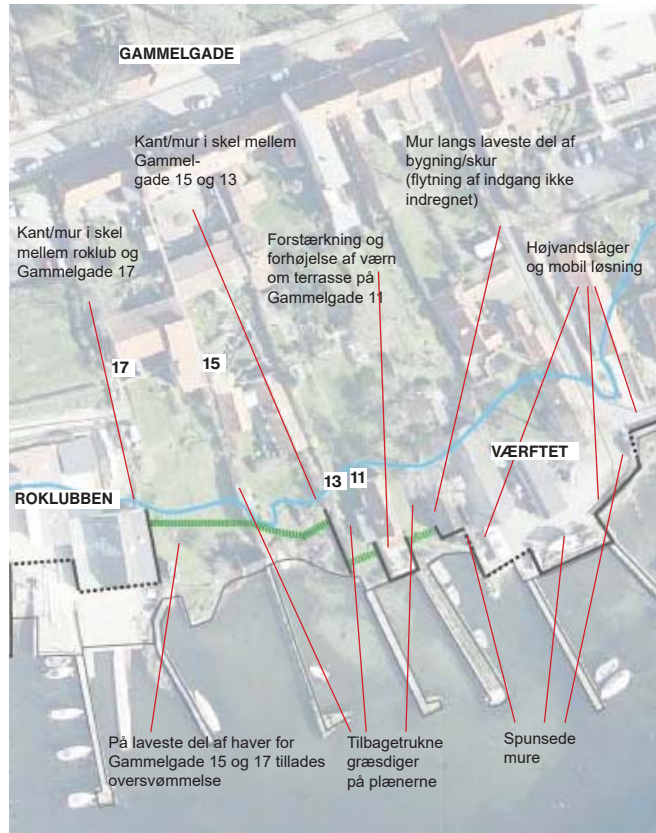 GAMMELGADE
Kant/mur i skel mellem
Gammel-
gade 15 og 13
Mur langs laveste del af
bygning/skur
(flytning af indgang ikke
indregnet)
Kant/mur i skel
mellem roklub og
Gammelgade 17
Forstærkning og
forhøjelse af værn
om terrasse på
Gammelgade 11
Højvandslåger
og mobil løsning
17
15
13
11
VÆRFTET
ROKLUBBEN
På laveste del af haver for
Gammelgade 15 og 17 tillades
oversvømmelse
Tilbagetrukne
græsdiger
på plænerne
Spunsede
mure